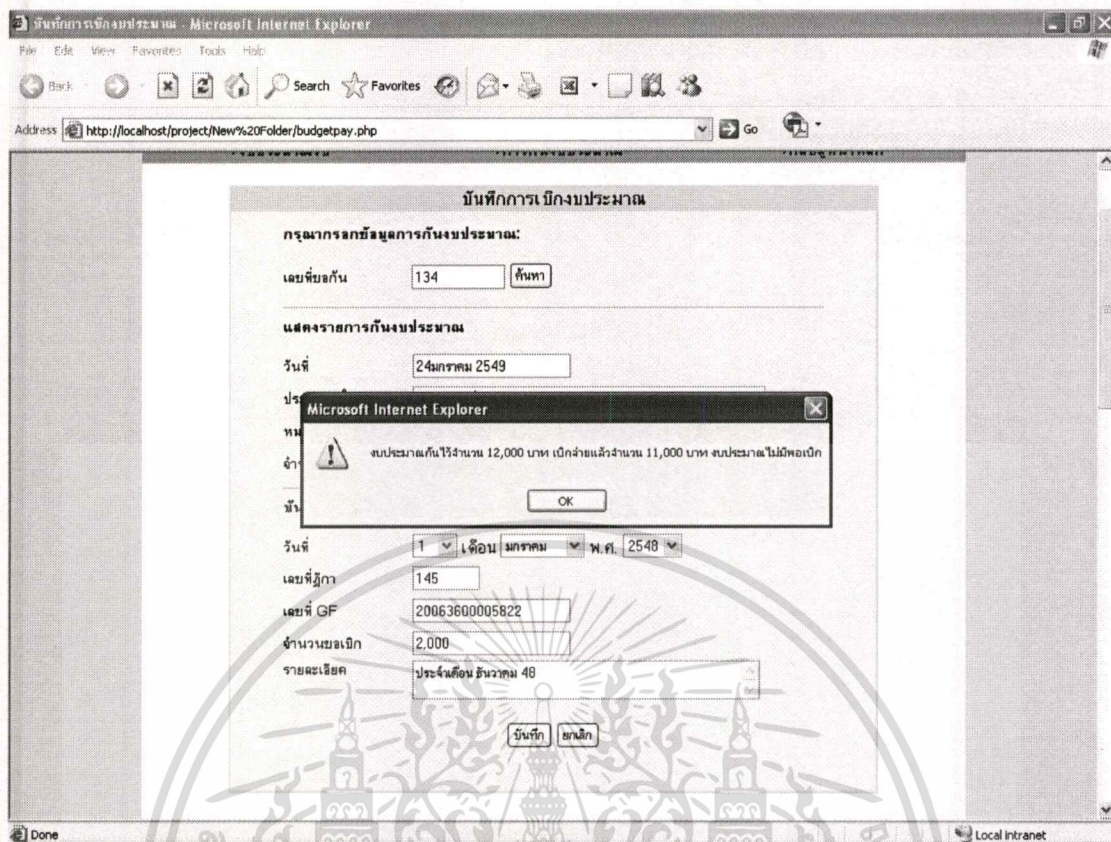 บันทึกการเบิกงบประมาณ - Microsoft Internet Explorer
File Edit View Favorites Tools Help
Back Search Favorites
Address http://localhost/project/New%20Folder/budgetpay.php Go
บันทึกการเบิกงบประมาณ
กรุณากรอกข้อมูลการกันงบประมาณ:
เลขที่ขอกัน 134 ค้นหา
แสดงรายการกันงบประมาณ
วันที่ 24มกราคม 2549
Microsoft Internet Explorer
งบประมาณกันไว้จำนวน 12,000 บาท เบิกจ่ายแล้วจำนวน 11,000 บาท งบประมาณไม่มีพอเบิก
OK
วันที่ 1 เดือน มกราคม พ.ศ. 2548
เลขที่ฎีกา 145
เลขที่ GF 20063600005822
จำนวนขอเบิก 2,000
รายละเอียด ประจำเดือน ธันวาคม 48
บันทึก ยกเลิก
Done Local intranet